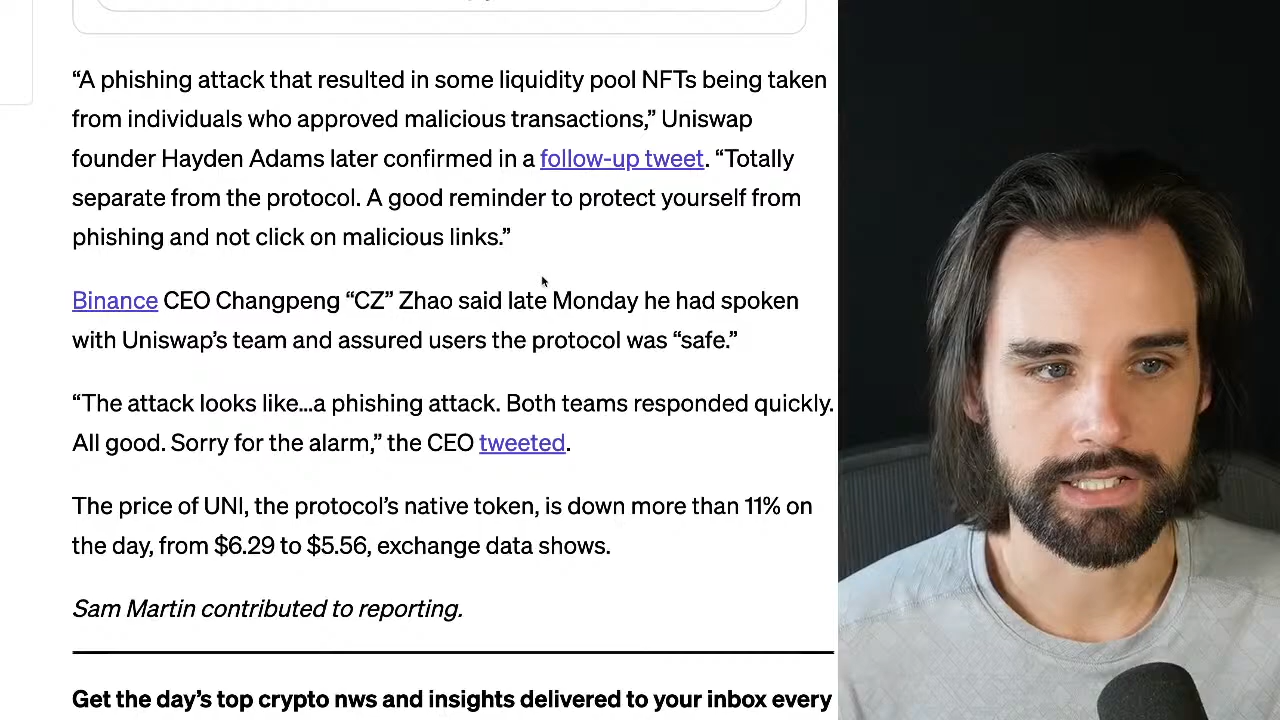 “A phishing attack that resulted in some liquidity pool NFTs being taken
from individuals who approved malicious transactions,” Uniswap
founder Hayden Adams later confirmed in a follow-up tweet. “Totally
separate from the protocol. A good reminder to protect yourself from
phishing and not click on malicious links.”
Binance CEO Changpeng “CZ” Zhao said late Monday he had spoken
with Uniswap’s team and assured users the protocol was “safe.”
“The attack looks like...a phishing attack. Both teams responded quickly.
All good. Sorry for the alarm,” the CEO tweeted.
The price of UNI, the protocol’s native token, is down more than 11% on
the day, from $6.29 to $5.56, exchange data shows.
Sam Martin contributed to reporting.
Get the day’s top crypto nws and insights delivered to your inbox every